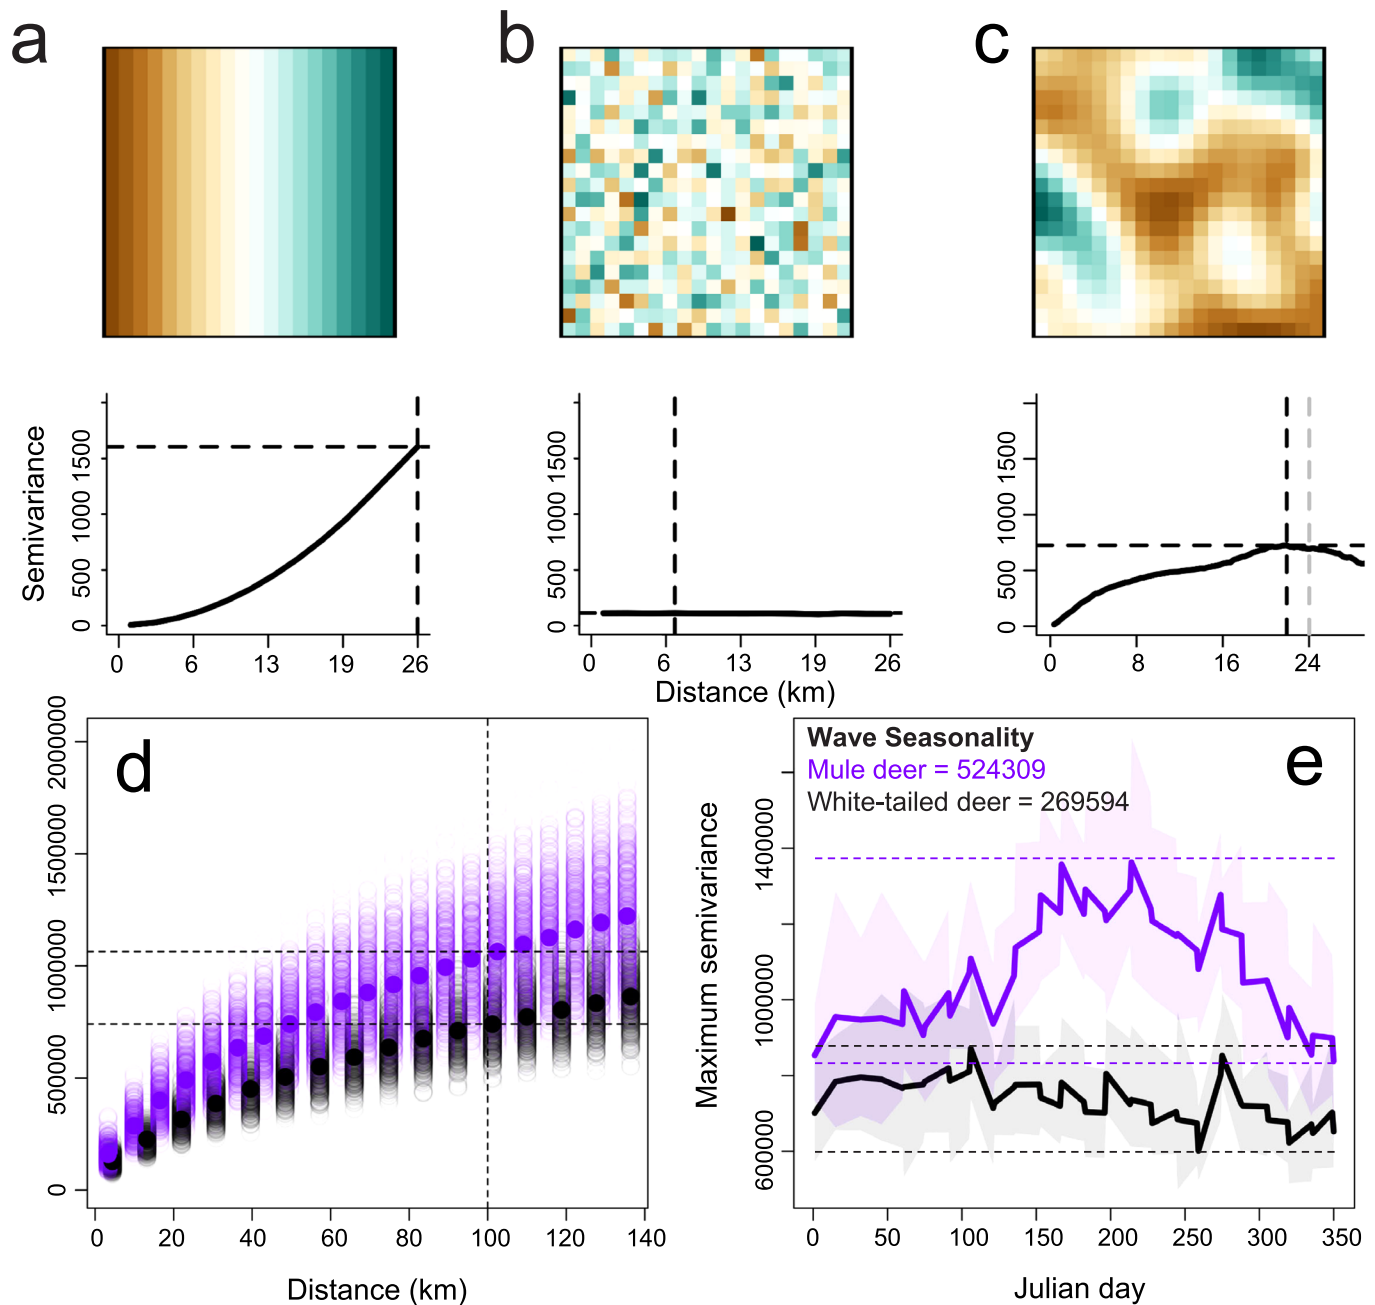 a
b
c
Semivariance
0 500 1000 1500
0 6 13 19 26
0 500 1000 1500
0 6 13 19 26
0 500 1000 1500
0 8 16 24
Distance (km)
d
0 500000 1000000 1500000 2000000
0 20 40 60 80 100 120 140
Distance (km)
e
Wave Seasonality
Mule deer = 524309
White-tailed deer = 269594
Maximum semivariance
600000 1000000 1400000
0 50 100 150 200 250 300 350
Julian day